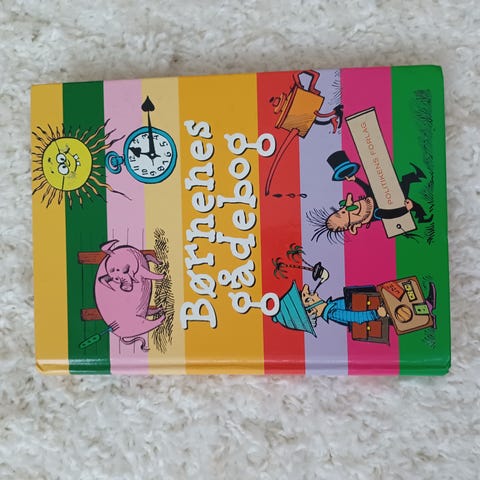 Børnenes
gådebog
POLITIKENS FORLAG